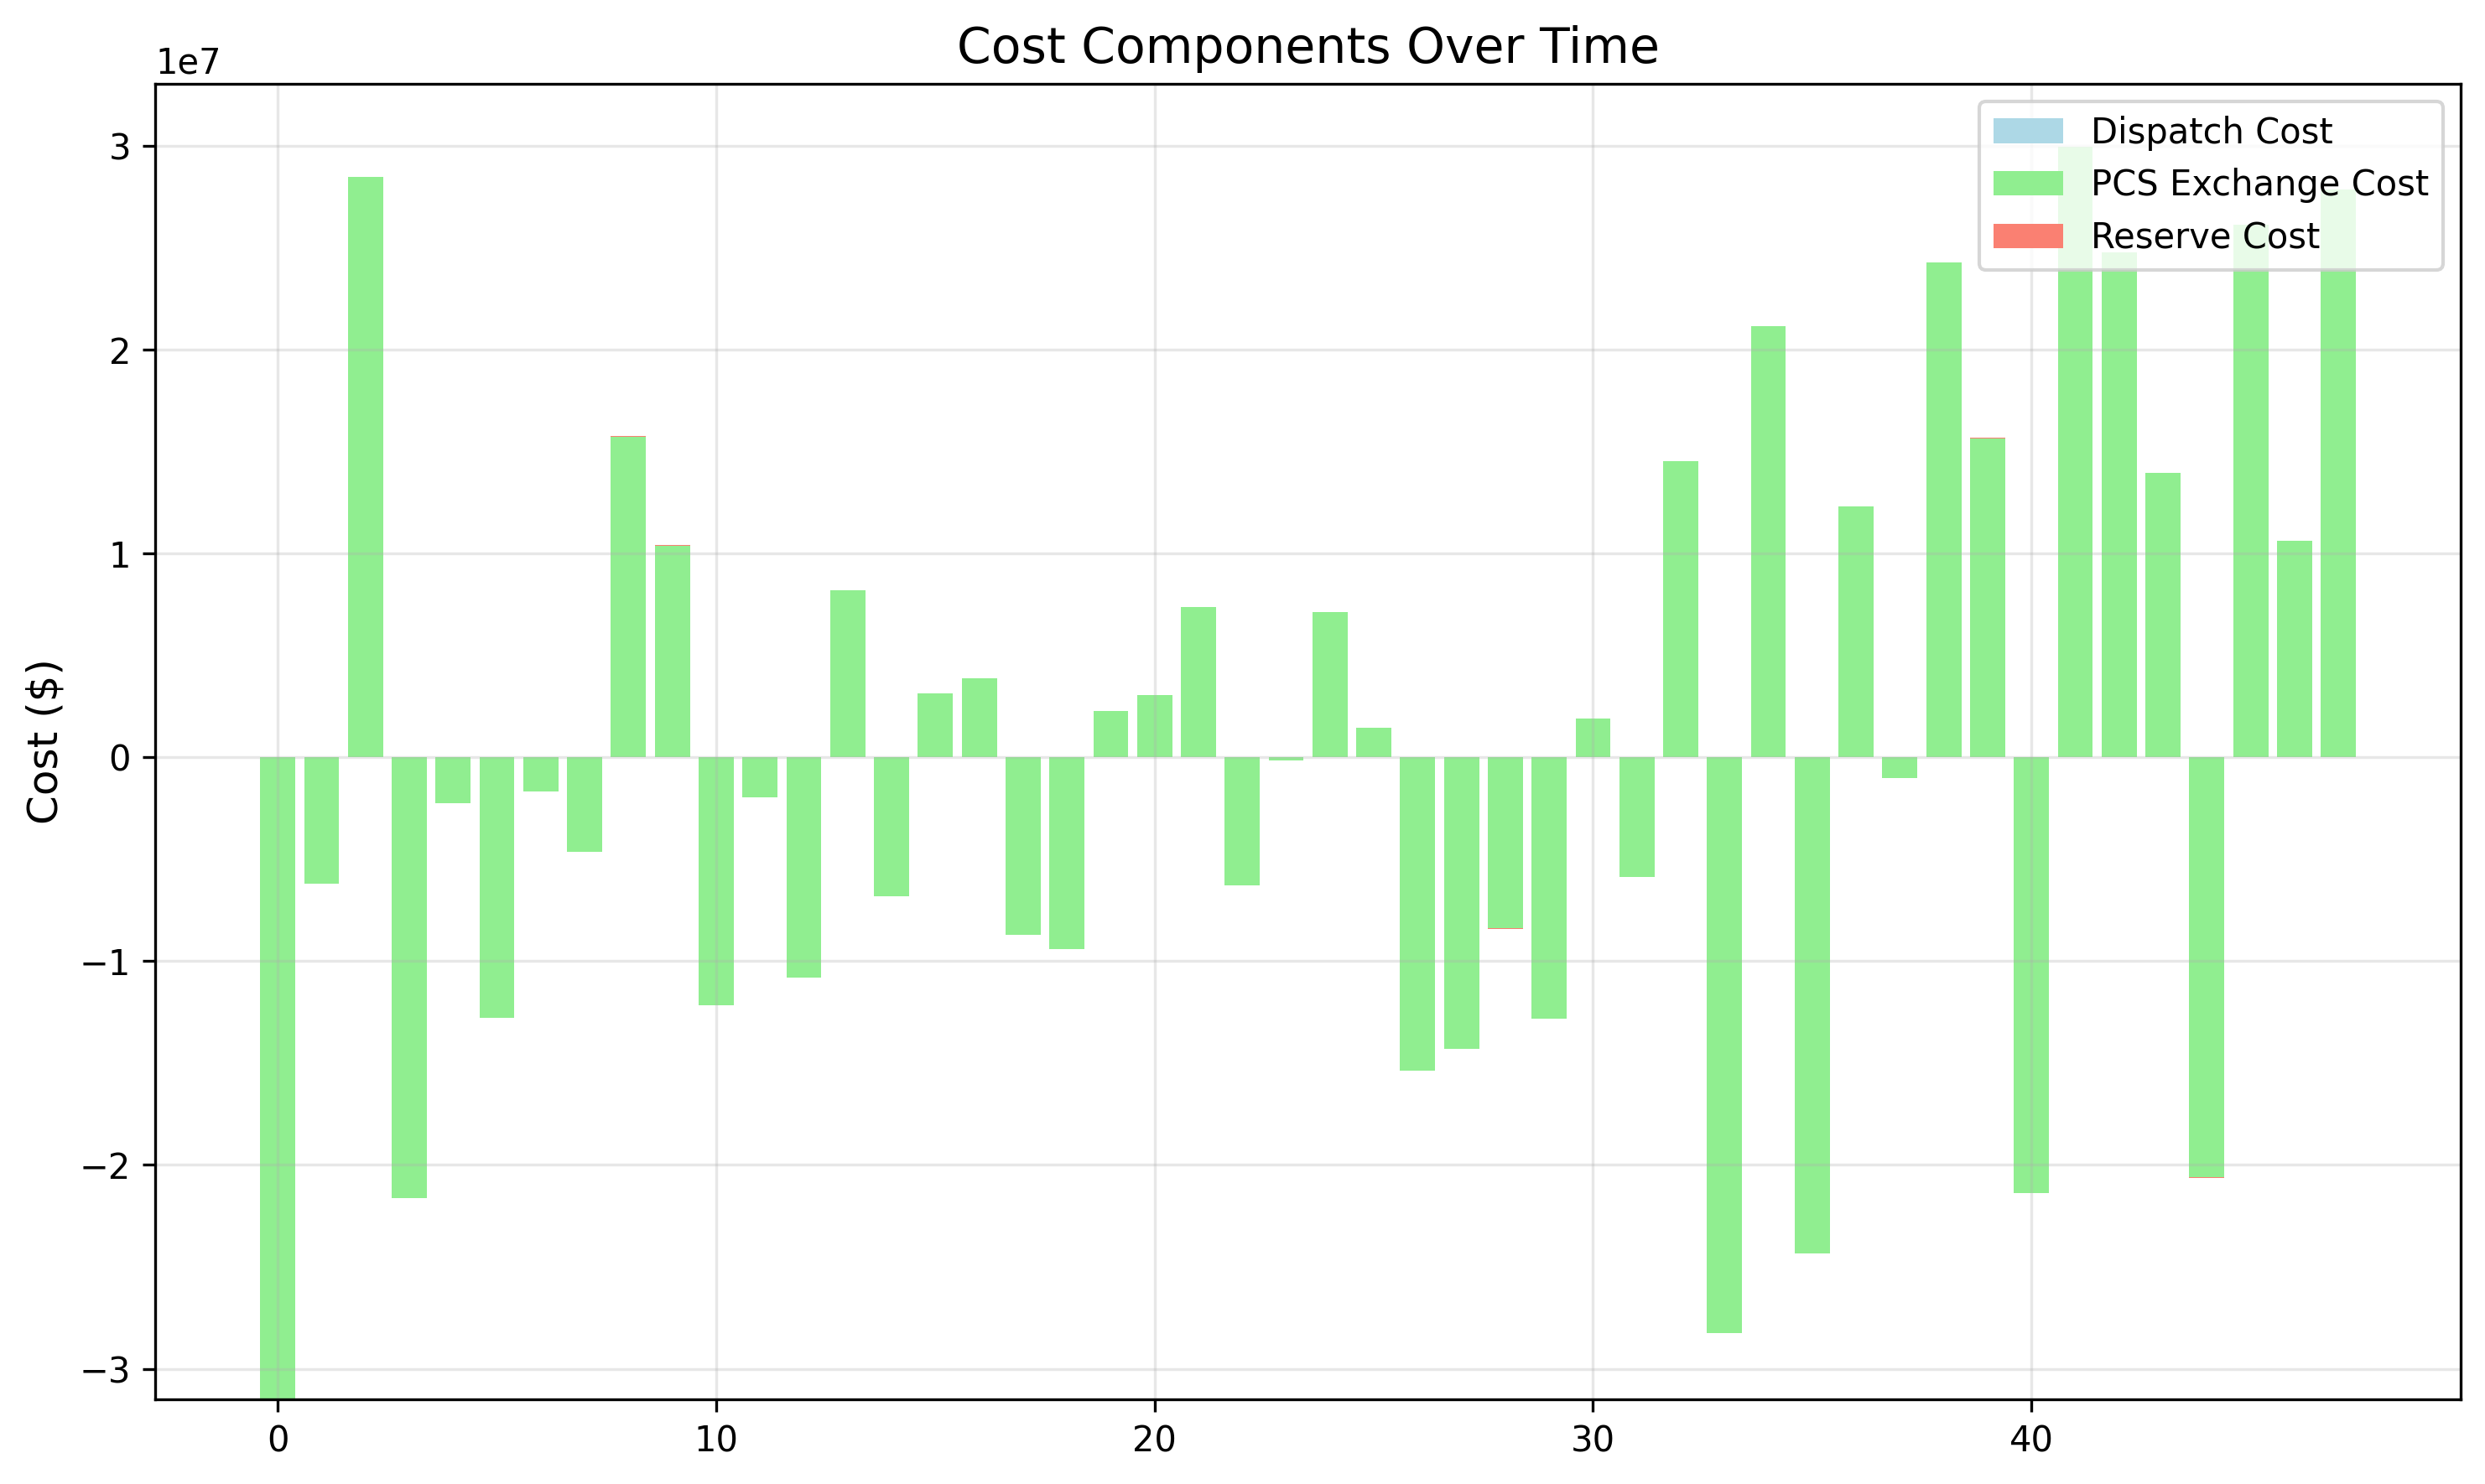 Cost Components Over Time
1e7
Dispatch Cost
PCS Exchange Cost
Reserve Cost
3
2
1
0
−1
−2
−3
Cost ($)
0 10 20 30 40